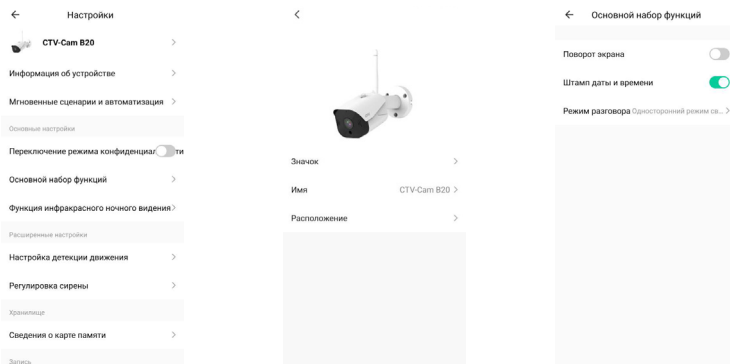 Настройки
CTV-Cam B20
Информация об устройстве
Мгновенные сценарии и автоматизация
Основные настройки
Переключение режима конфиденциал ти
Основной набор функций
Функция инфракрасного ночного видения
Расширенные настройки
Настройка детекции движения
Регулировка сирены
Хранилище
Сведения о карте памяти
Запись
Значок
Имя CTV-Cam B20
Расположение
Основной набор функций
Поворот экрана
Штамп даты и времени
Режим разговора Односторонний режим св...